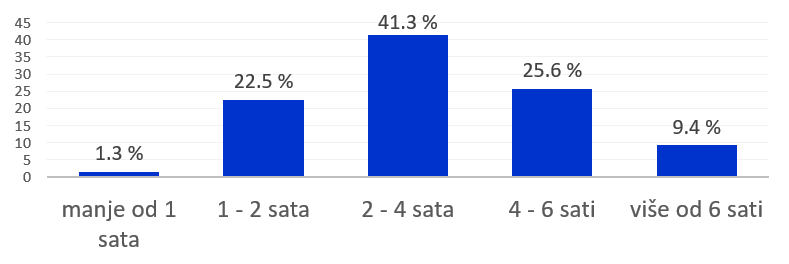 45
40
35
30
25
20
15
10
5
0
1.3 %
22.5 %
41.3 %
25.6 %
9.4 %
manje od 1
sata
1 - 2 sata
2 - 4 sata
4 - 6 sati
više od 6 sati